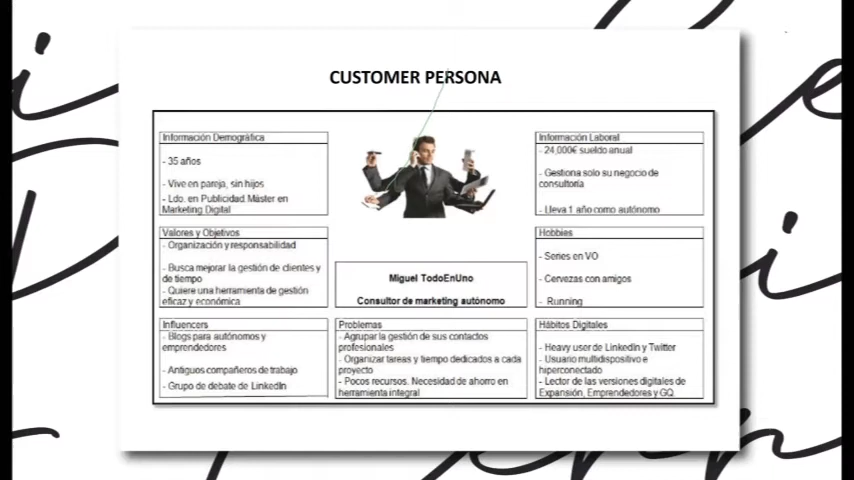 CUSTOMER PERSONA
Información Demográfica
- 35 años
- Vive en pareja, sin hijos
- Ldo. en Publicidad. Máster en
Marketing Digital
Valores y Objetivos
- Organización y responsabilidad
- Busca mejorar la gestión de clientes y
de tiempo
- Quiere una herramienta de gestión
eficaz y económica
Influencers
- Blogs para autónomos y
emprendedores
- Antiguos compañeros de trabajo
- Grupo de debate de LinkedIn
Miguel TodoEnUno
Consultor de marketing autónomo
Problemas
- Agrupar la gestión de sus contactos
profesionales
- Organizar tareas y tiempo dedicados a cada
proyecto
- Pocos recursos. Necesidad de ahorro en
herramienta integral
Información Laboral
- 24,000€ sueldo anual
- Gestiona solo su negocio de
consultoría
- Lleva 1 año como autónomo
Hobbies
- Series en VO
- Cervezas con amigos
- Running
Hábitos Digitales
- Heavy user de LinkedIn y Twitter
- Usuario multidispositivo e
hiperconectado
- Lector de las versiones digitales de
Expansión, Emprendedores y GQ